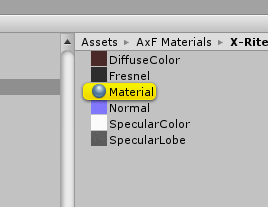 Assets ▸ AxF Materials ▸ X-Rite
DiffuseColor
Fresnel
Material
Normal
SpecularColor
SpecularLobe